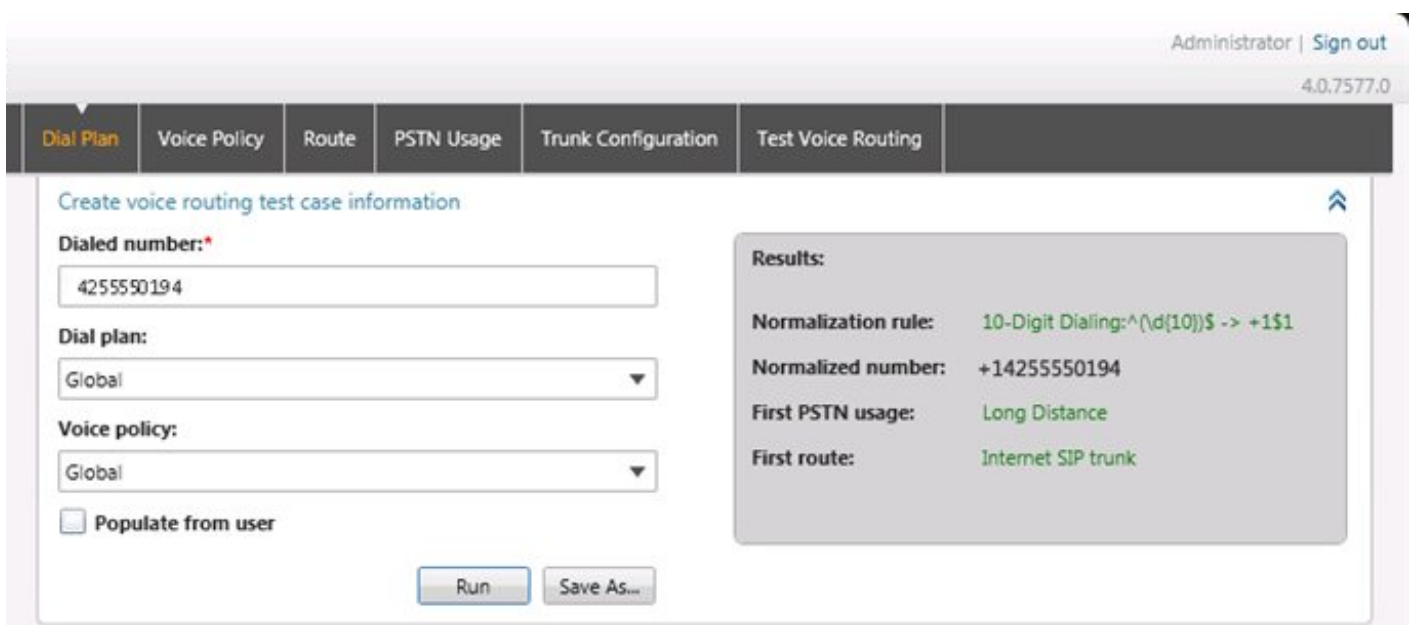 Administrator | Sign out
4.0.7577.0
Dial Plan Voice Policy Route PSTN Usage Trunk Configuration Test Voice Routing
Create voice routing test case information
Dialed number:*
4255550194
Dial plan:
Global
Voice policy:
Global
Populate from user
Run Save As...
Results:
Normalization rule: 10-Digit Dialing:^(\d{10})$ -> +1$1
Normalized number: +14255550194
First PSTN usage: Long Distance
First route: Internet SIP trunk